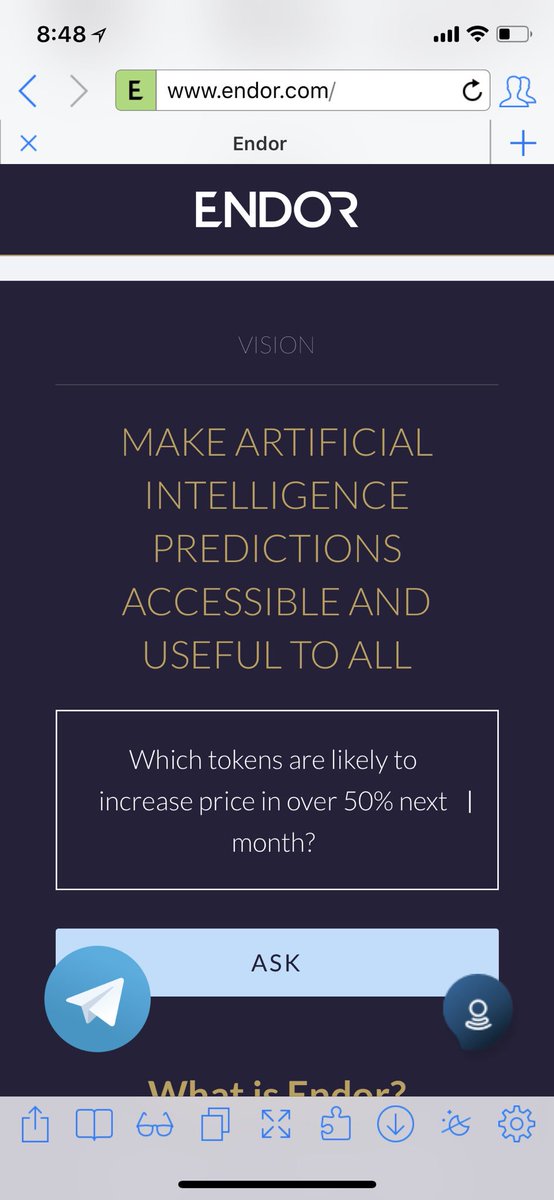 8:48
E www.endor.com/
Endor
ENDOR
VISION
MAKE ARTIFICIAL
INTELLIGENCE
PREDICTIONS
ACCESSIBLE AND
USEFUL TO ALL
Which tokens are likely to
increase price in over 50% next
month?
ASK
What is Endor?